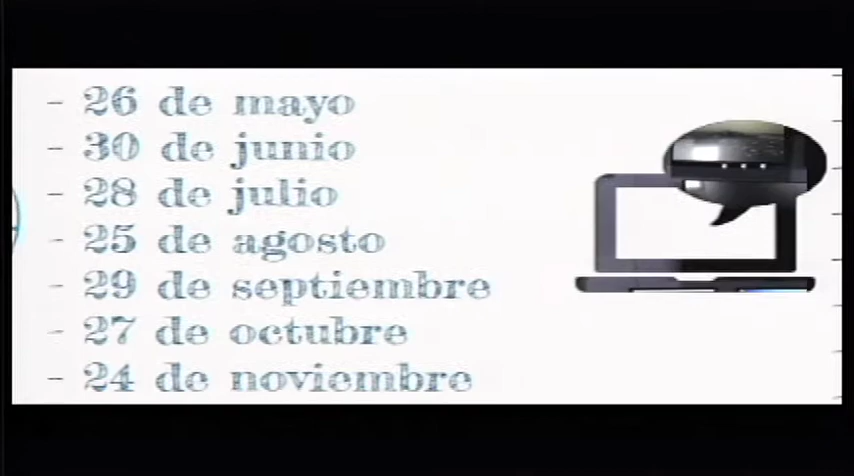 - 26 de mayo
- 30 de junio
- 28 de julio
- 25 de agosto
- 29 de septiembre
- 27 de octubre
- 24 de noviembre